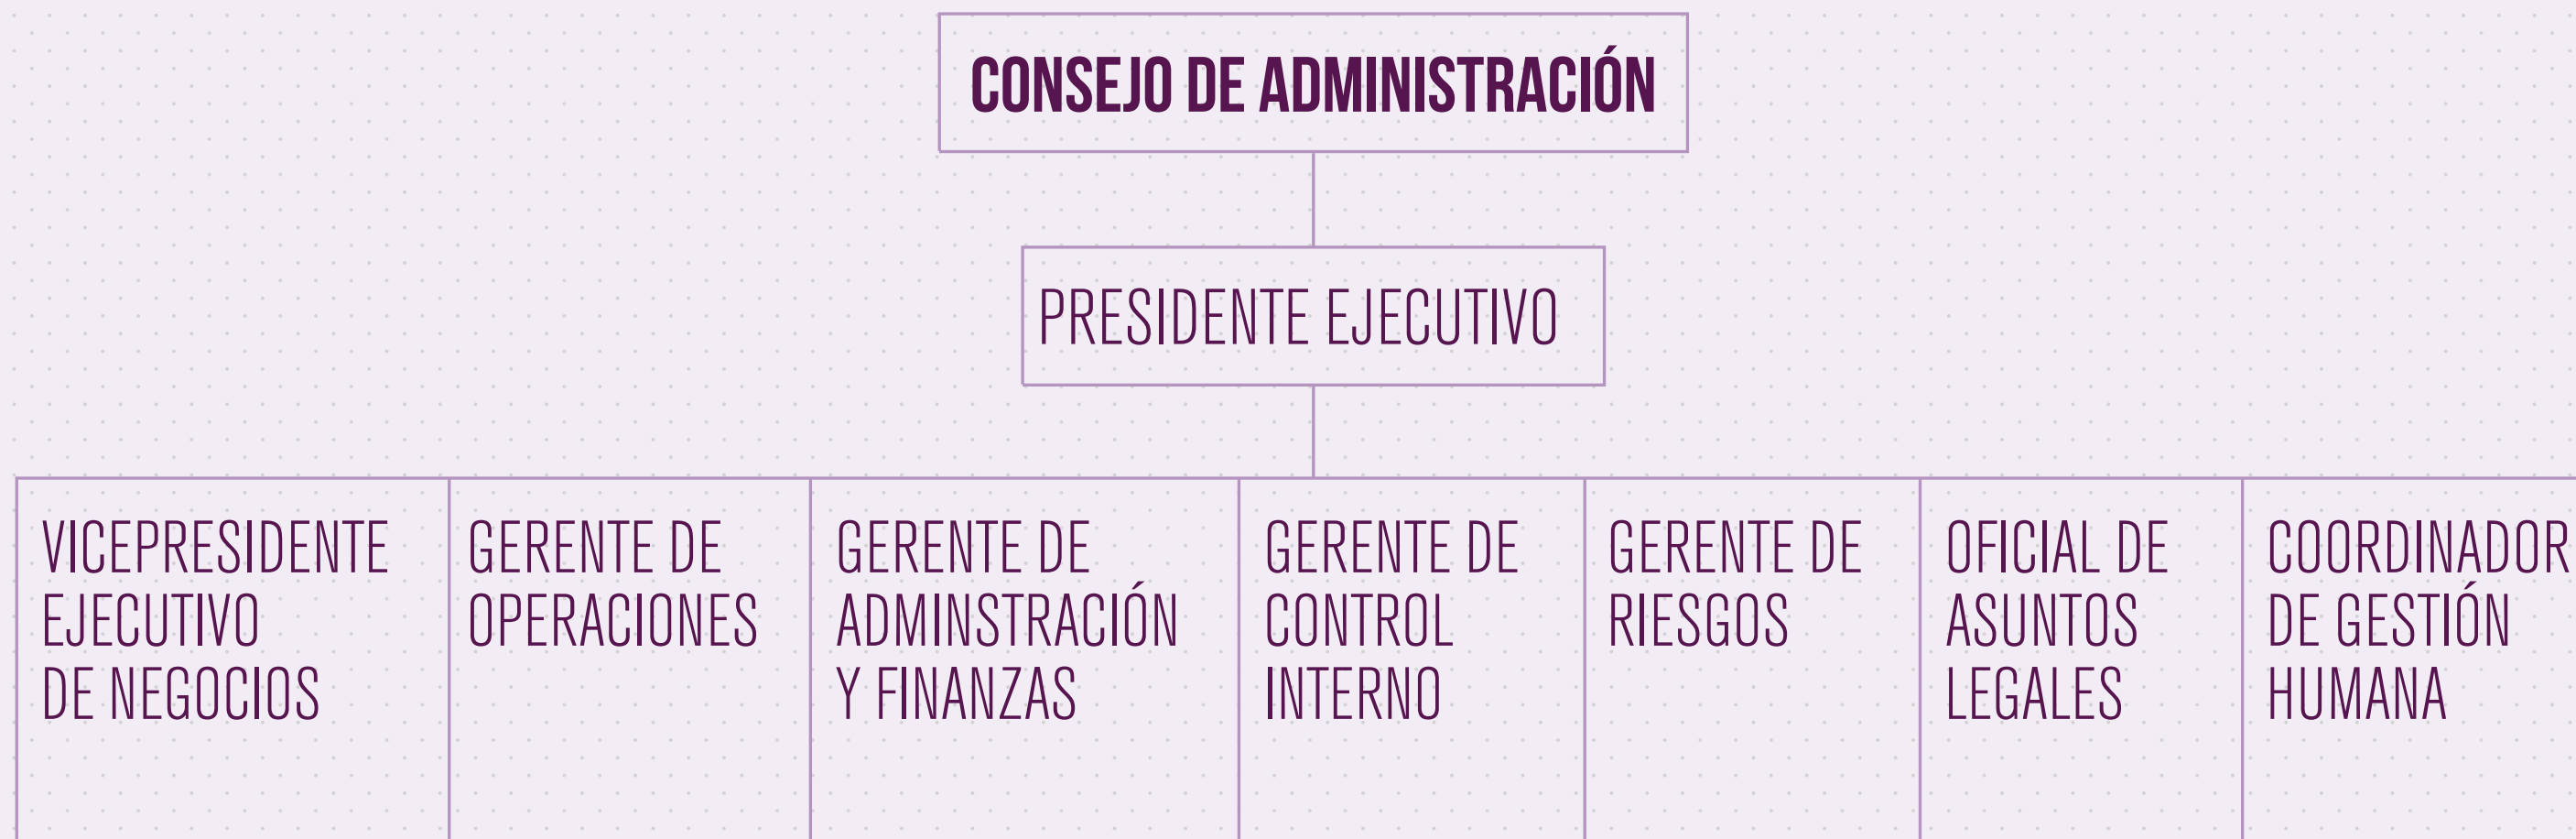 CONSEJO DE ADMINISTRACIÓN
PRESIDENTE EJECUTIVO
VICEPRESIDENTE
EJECUTIVO
DE NEGOCIOS
GERENTE DE
OPERACIONES
GERENTE DE
ADMINSTRACIÓN
Y FINANZAS
GERENTE DE
CONTROL
INTERNO
GERENTE DE
RIESGOS
OFICIAL DE
ASUNTOS
LEGALES
COORDINADOR
DE GESTIÓN
HUMANA